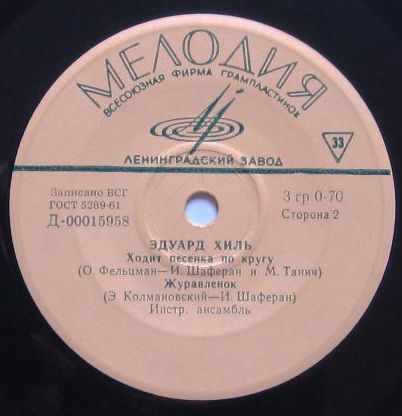 МЕЛОДИЯ
ВСЕСОЮЗНАЯ ФИРМА ГРАМПЛАСТИНОК
33
ЛЕНИНГРАДСКИЙ ЗАВОД
Записано ВСГ
ГОСТ 5289-61
Д-00015958
3 гр 0-70
Сторона 2
ЭДУАРД ХИЛЬ
Ходит песенка по кругу
(О. Фельцман—И. Шаферан и М. Танич)
Журавленок
(Э. Колмановский—И. Шаферан)
Инстр. ансамбль